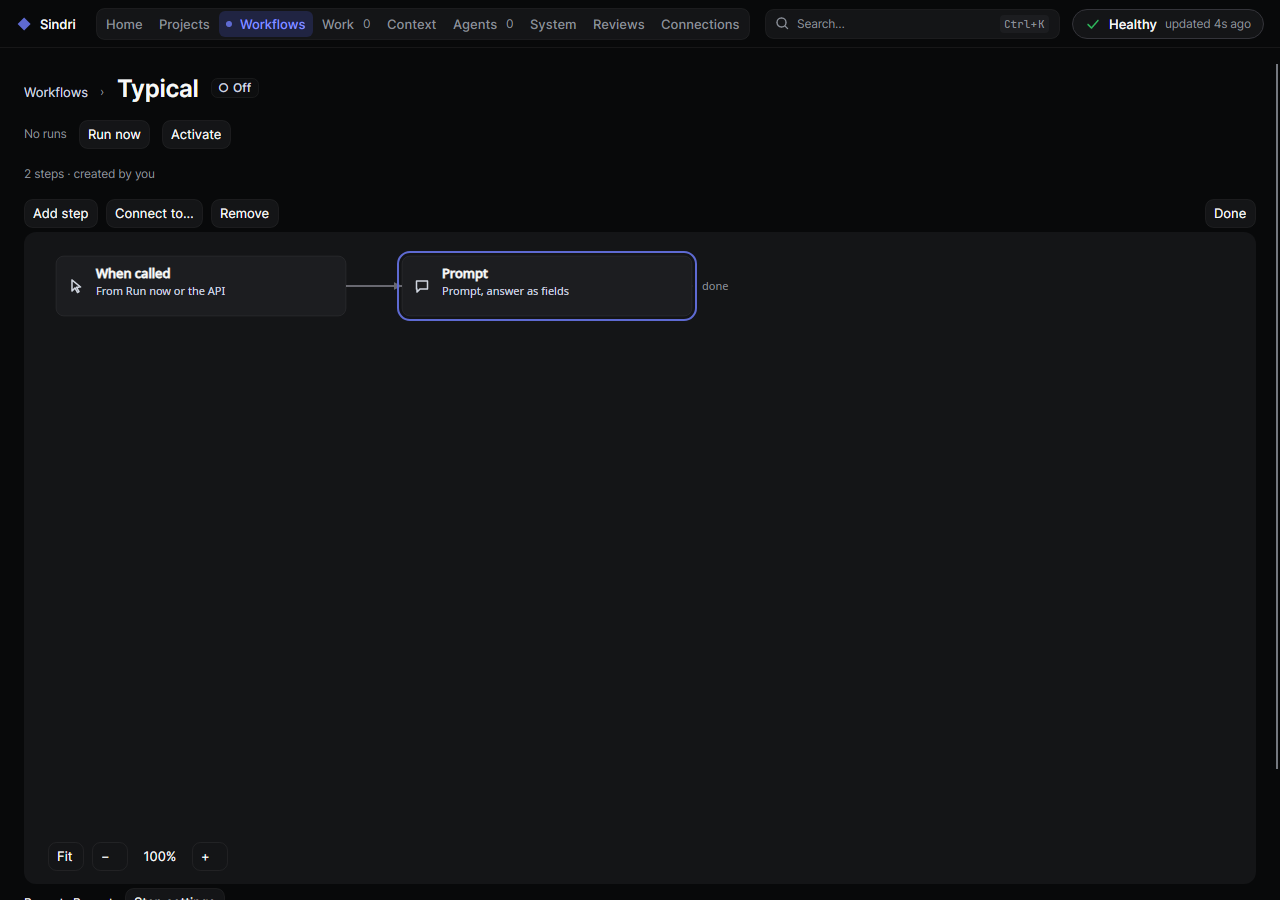 Sindri Home Projects Workflows Work 0 Context Agents 0 System Reviews Connections Search... Ctrl+K Healthy updated 4s ago
Workflows › Typical Off
No runs Run now Activate
2 steps · created by you
Add step Connect to... Remove Done
When called
From Run now or the API
Prompt
Prompt, answer as fields
done
Fit − 100% +